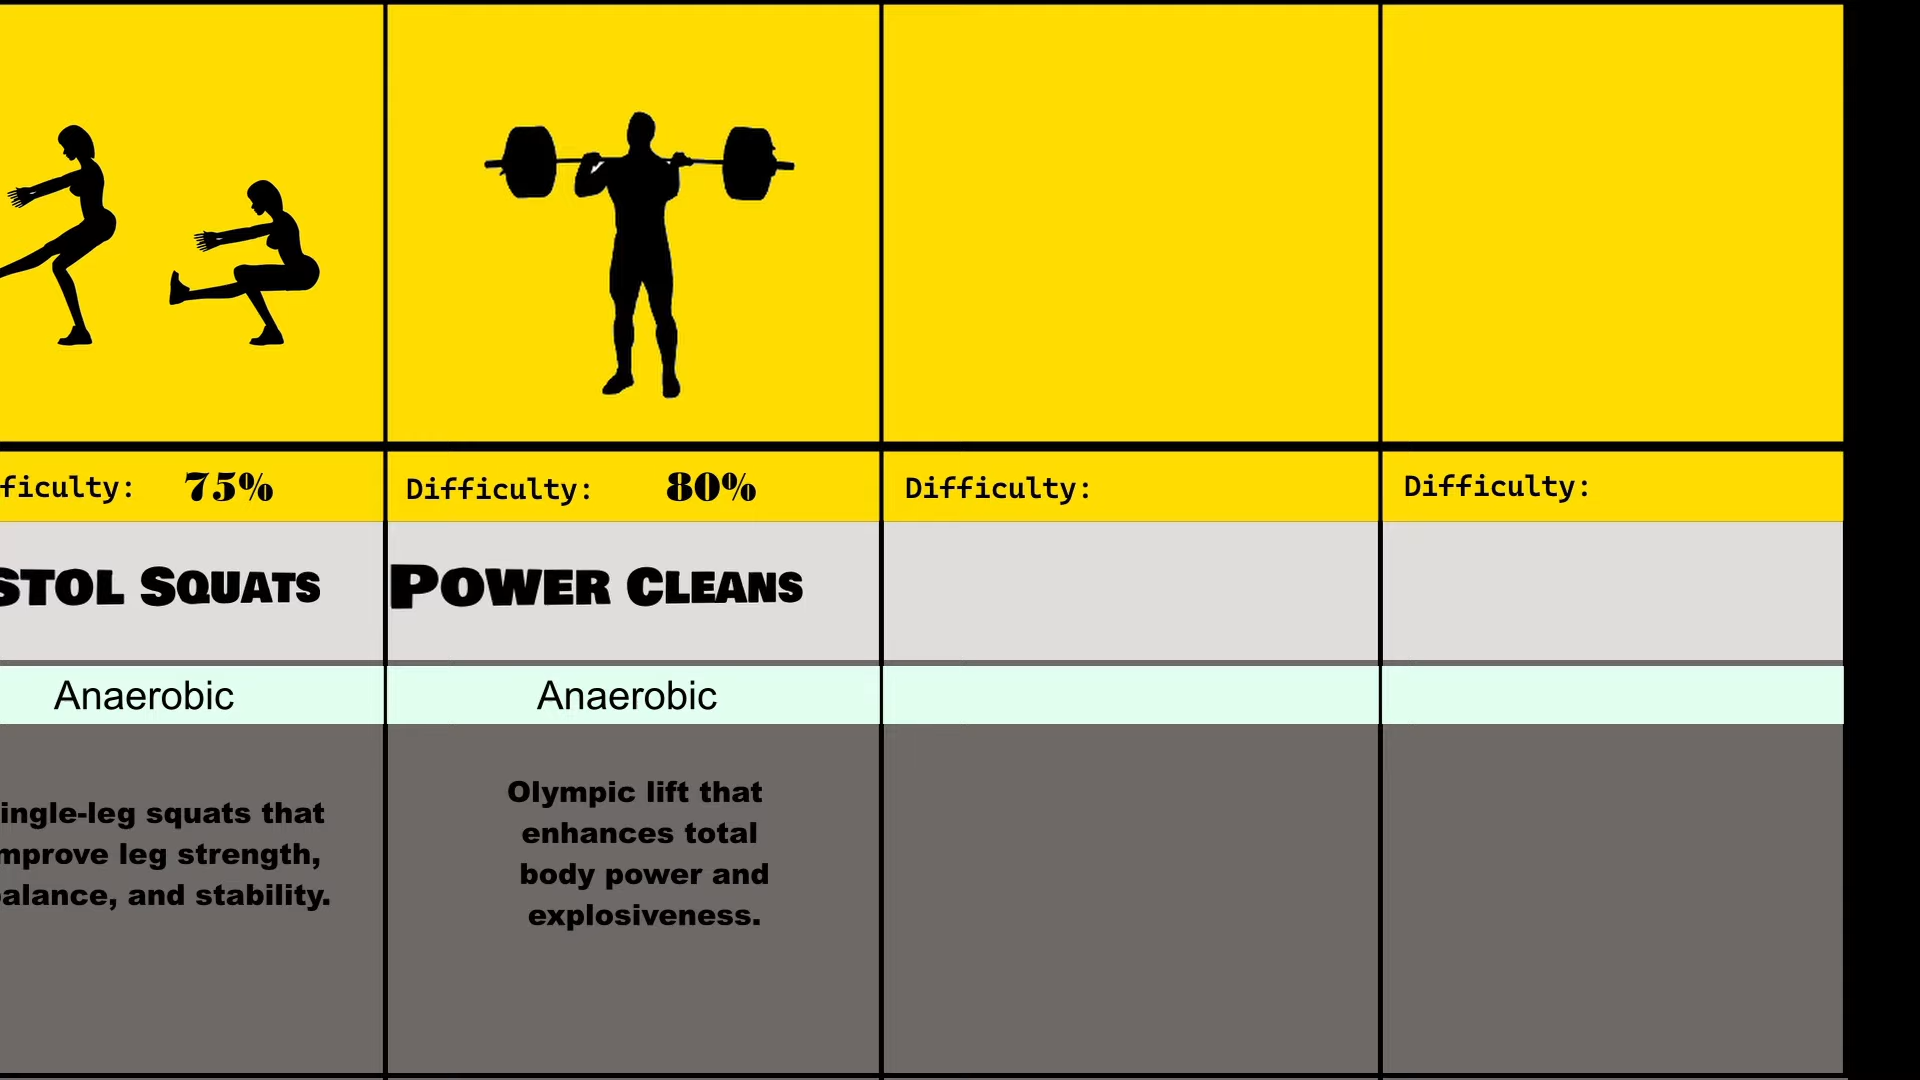 ficulty: 75%
Difficulty: 80%
Difficulty:
Difficulty:
STOL SQUATS
POWER CLEANS
Anaerobic
Anaerobic
ingle-leg squats that
mprove leg strength,
alance, and stability.
Olympic lift that
enhances total
body power and
explosiveness.